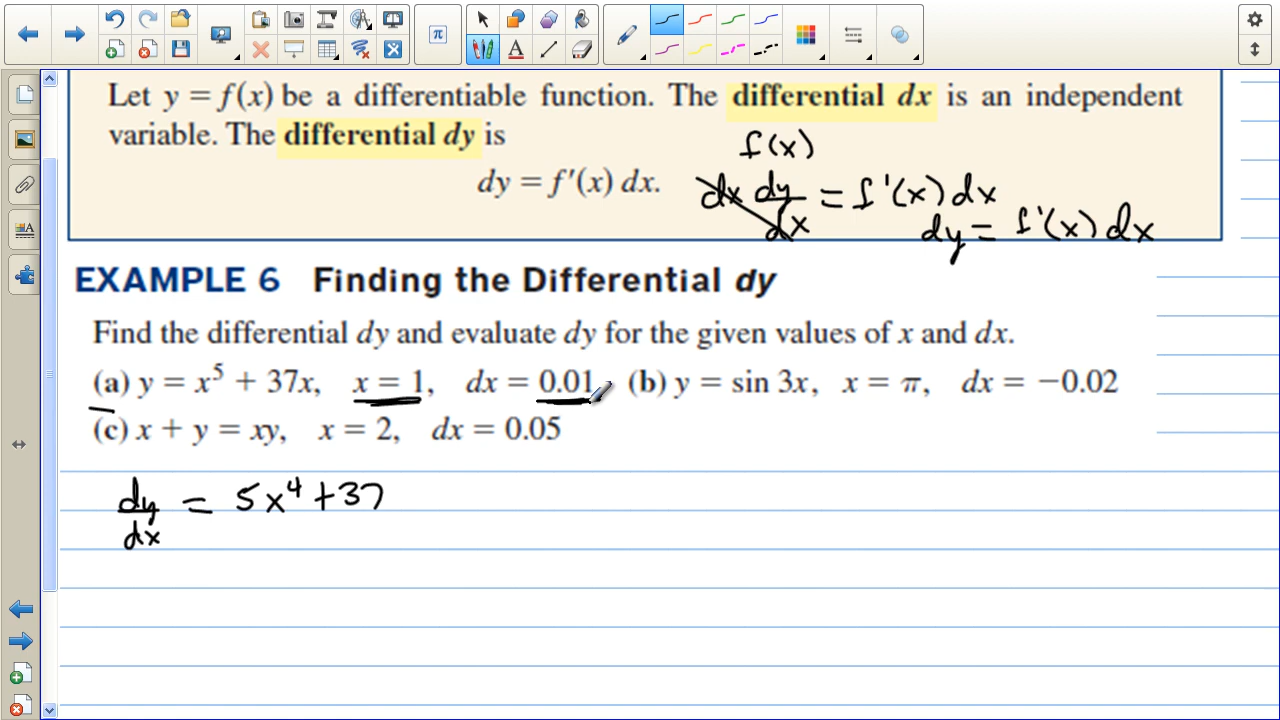 Let y = f(x) be a differentiable function. The differential dx is an independent
variable. The differential dy is
f(x)
dy = f'(x) dx.
dx dy/dx = f'(x) dx
dy = f'(x) dx
EXAMPLE 6 Finding the Differential dy
Find the differential dy and evaluate dy for the given values of x and dx.
(a) y = x⁵ + 37x, x = 1, dx = 0.01 (b) y = sin 3x, x = π, dx = −0.02
(c) x + y = xy, x = 2, dx = 0.05
dy/dx = 5x⁴ + 37